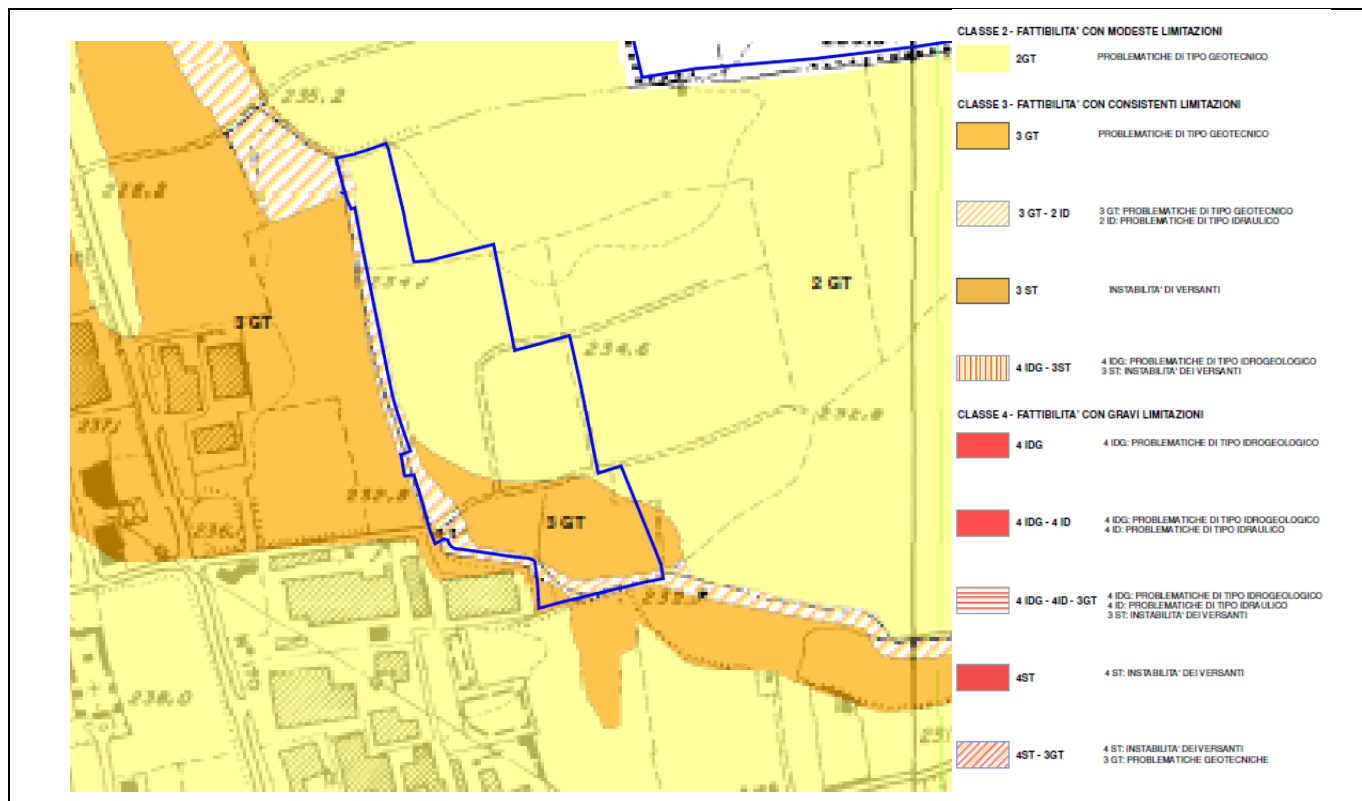 CLASSE 2 - FATTIBILITA' CON MODESTE LIMITAZIONI
2GT PROBLEMATICHE DI TIPO GEOTECNICO
CLASSE 3 - FATTIBILITA' CON CONSISTENTI LIMITAZIONI
3 GT PROBLEMATICHE DI TIPO GEOTECNICO
3 GT - 2 ID 3 GT: PROBLEMATICHE DI TIPO GEOTECNICO
2 ID: PROBLEMATICHE DI TIPO IDRAULICO
3 ST INSTABILITA' DI VERSANTI
4 IDG - 3ST 4 IDG: PROBLEMATICHE DI TIPO IDROGEOLOGICO
3 ST: INSTABILITA' DEI VERSANTI
CLASSE 4 - FATTIBILITA' CON GRAVI LIMITAZIONI
4 IDG 4 IDG: PROBLEMATICHE DI TIPO IDROGEOLOGICO
4 IDG - 4 ID 4 IDG: PROBLEMATICHE DI TIPO IDROGEOLOGICO
4 ID: PROBLEMATICHE DI TIPO IDRAULICO
4 IDG - 4ID - 3GT 4 IDG: PROBLEMATICHE DI TIPO IDROGEOLOGICO
4 ID: PROBLEMATICHE DI TIPO IDRAULICO
3 ST: INSTABILITA' DEI VERSANTI
4ST 4 ST: INSTABILITA' DEI VERSANTI
4ST - 3GT 4 ST: INSTABILITA' DEI VERSANTI
3 GT: PROBLEMATICHE GEOTECNICHE
235.2
2 GT
3 GT
234.6
232.8
3 GT
236.0